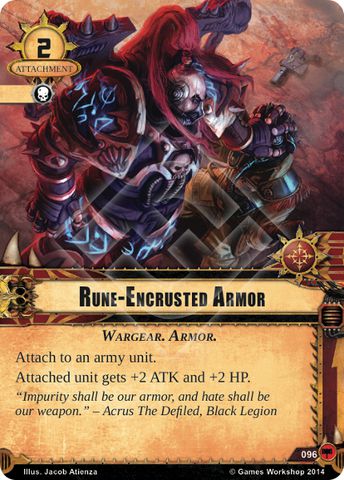 2
ATTACHMENT
RUNE-ENCRUSTED ARMOR
WARGEAR. ARMOR.
Attach to an army unit.
Attached unit gets +2 ATK and +2 HP.
“Impurity shall be our armor, and hate shall be
our weapon.” – Acrus The Defiled, Black Legion
096
Illus. Jacob Atienza
© Games Workshop 2014